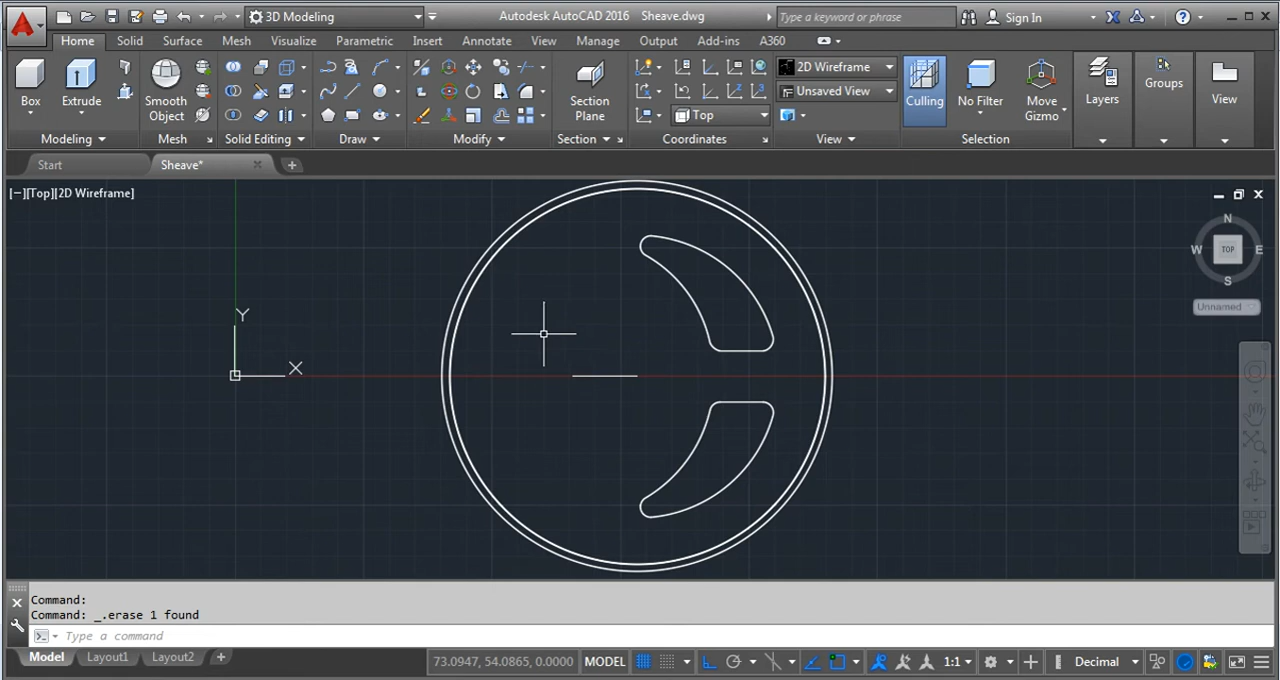 3D Modeling
Autodesk AutoCAD 2016 Sheave.dwg
Type a keyword or phrase
Sign In
Home Solid Surface Mesh Visualize Parametric Insert Annotate View Manage Output Add-ins A360
Box
Extrude
Smooth
Object
Section
Plane
2D Wireframe
Unsaved View
Top
Culling
No Filter
Move
Gizmo
Layers
Groups
View
Modeling
Mesh
Solid Editing
Draw
Modify
Section
Coordinates
View
Selection
Start
Sheave*
[−][Top][2D Wireframe]
N
W
TOP
E
S
Unnamed
Y
X
Command:
Command: _.erase 1 found
Type a command
Model Layout1 Layout2
73.0947, 54.0865, 0.0000
MODEL
1:1
Decimal